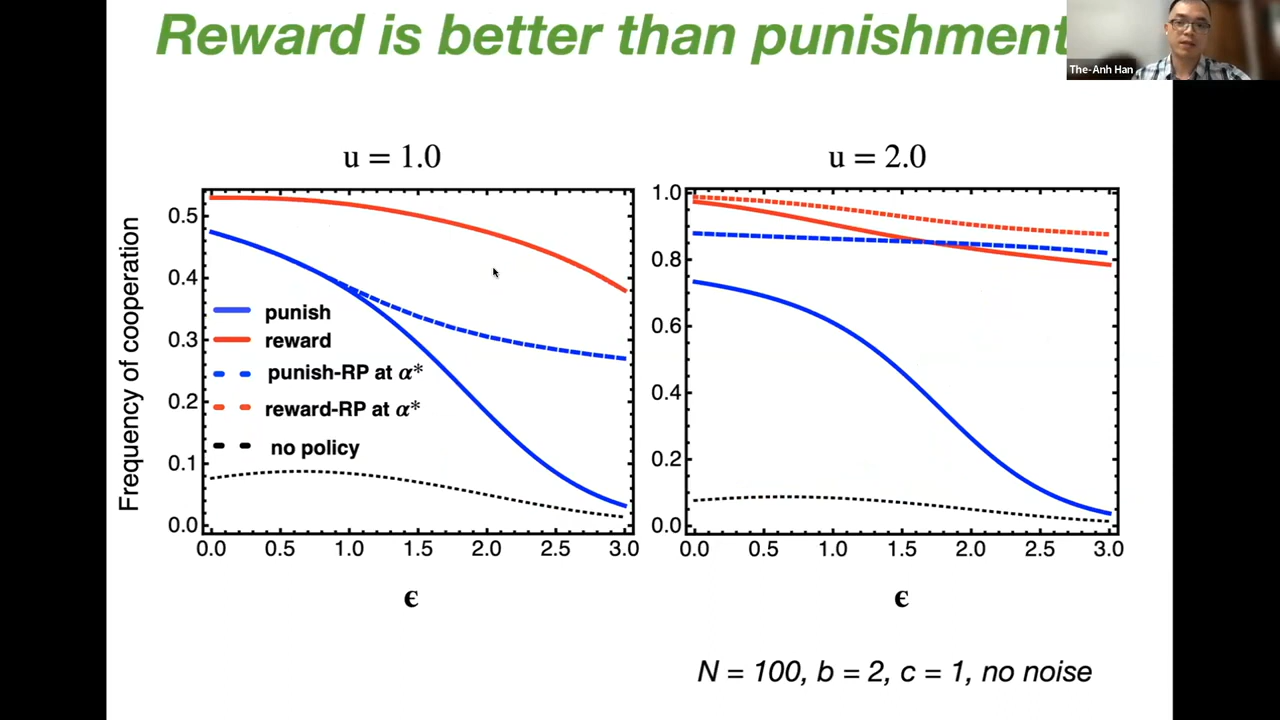 Reward is better than punishment
The-Anh Han
u = 1.0
u = 2.0
Frequency of cooperation
0.5
0.4
0.3
0.2
0.1
0.0
punish
reward
punish-RP at α*
reward-RP at α*
no policy
0.0 0.5 1.0 1.5 2.0 2.5 3.0
ϵ
1.0
0.8
0.6
0.4
0.2
0.0
0.0 0.5 1.0 1.5 2.0 2.5 3.0
ϵ
N = 100, b = 2, c = 1, no noise